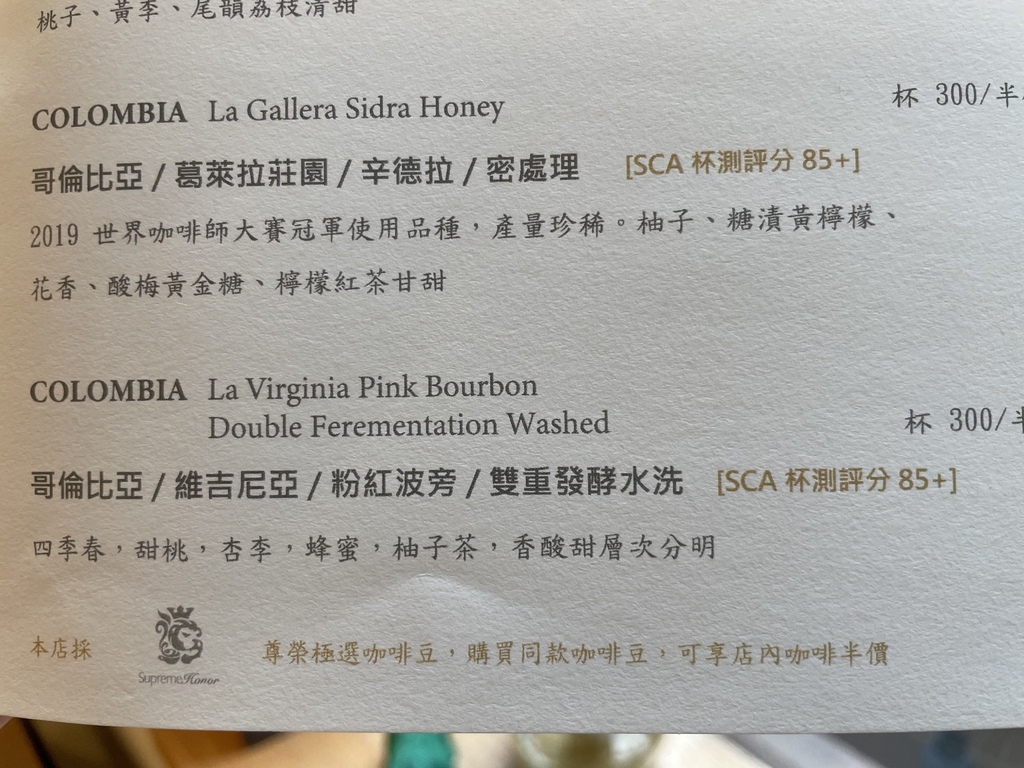 桃子、黃李、尾韻荔枝清甜
COLOMBIA La Gallera Sidra Honey 杯 300/半
哥倫比亞 / 葛萊拉莊園 / 辛德拉 / 密處理 [SCA 杯測評分 85+]
2019 世界咖啡師大賽冠軍使用品種，產量珍稀。柚子、糖漬黃檸檬、
花香、酸梅黃金糖、檸檬紅茶甘甜
COLOMBIA La Virginia Pink Bourbon
Double Ferementation Washed 杯 300/半
哥倫比亞 / 維吉尼亞 / 粉紅波旁 / 雙重發酵水洗 [SCA 杯測評分 85+]
四季春，甜桃，杏李，蜂蜜，柚子茶，香酸甜層次分明
本店採 SupremeHonor 尊榮極選咖啡豆，購買同款咖啡豆，可享店內咖啡半價